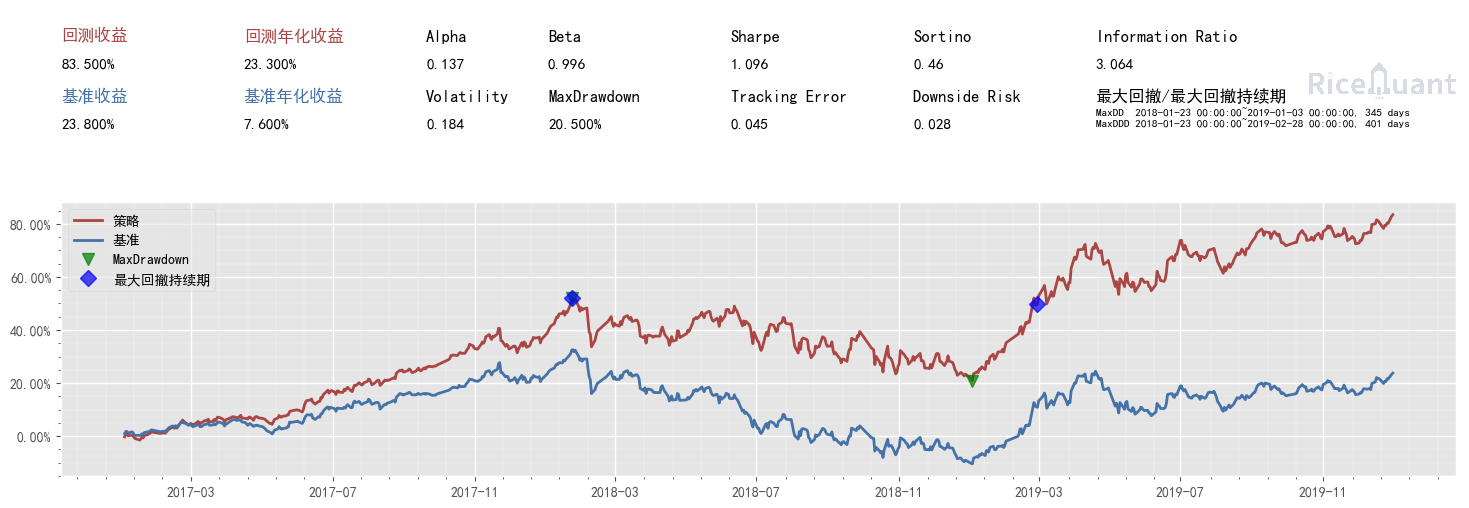 回测收益 回测年化收益 Alpha Beta Sharpe Sortino Information Ratio
83.500% 23.300% 0.137 0.996 1.096 0.46 3.064
RiceQuant
基准收益 基准年化收益 Volatility MaxDrawdown Tracking Error Downside Risk 最大回撤/最大回撤持续期
23.800% 7.600% 0.184 20.500% 0.045 0.028
MaxDD 2018-01-23 00:00:00~2019-01-03 00:00:00, 345 days
MaxDDD 2018-01-23 00:00:00~2019-02-28 00:00:00, 401 days
策略
基准
MaxDrawdown
最大回撤持续期
80.00%
60.00%
40.00%
20.00%
0.00%
2017-03 2017-07 2017-11 2018-03 2018-07 2018-11 2019-03 2019-07 2019-11